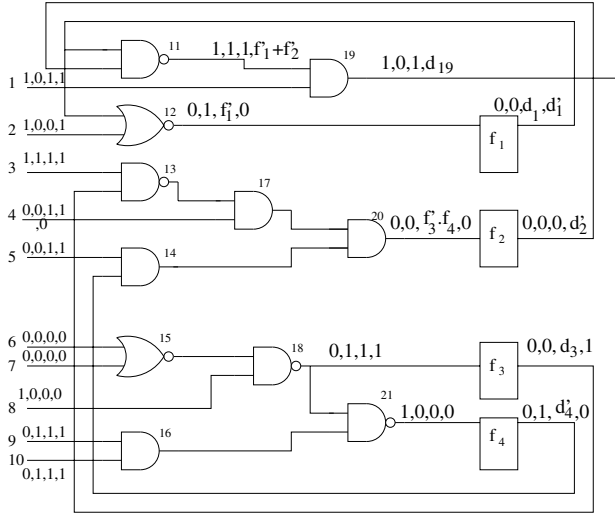 11
1,1,1,f'1+f'2
19
1 1,0,1,1
1,0,1,d19
12
0,1,f'1,0
0,0,d1,d'1
2 1,0,0,1
f1
3 1,1,1,1
13
17
4 0,0,1,1
,0
20
0,0,f'3.f4,0
f2
0,0,0,d'2
5 0,0,1,1
14
6 0,0,0,0
7 0,0,0,0
15
18
0,1,1,1
f3
0,0,d3,1
8 1,0,0,0
21
1,0,0,0
f4
0,1,d'4,0
9 0,1,1,1
16
10
0,1,1,1